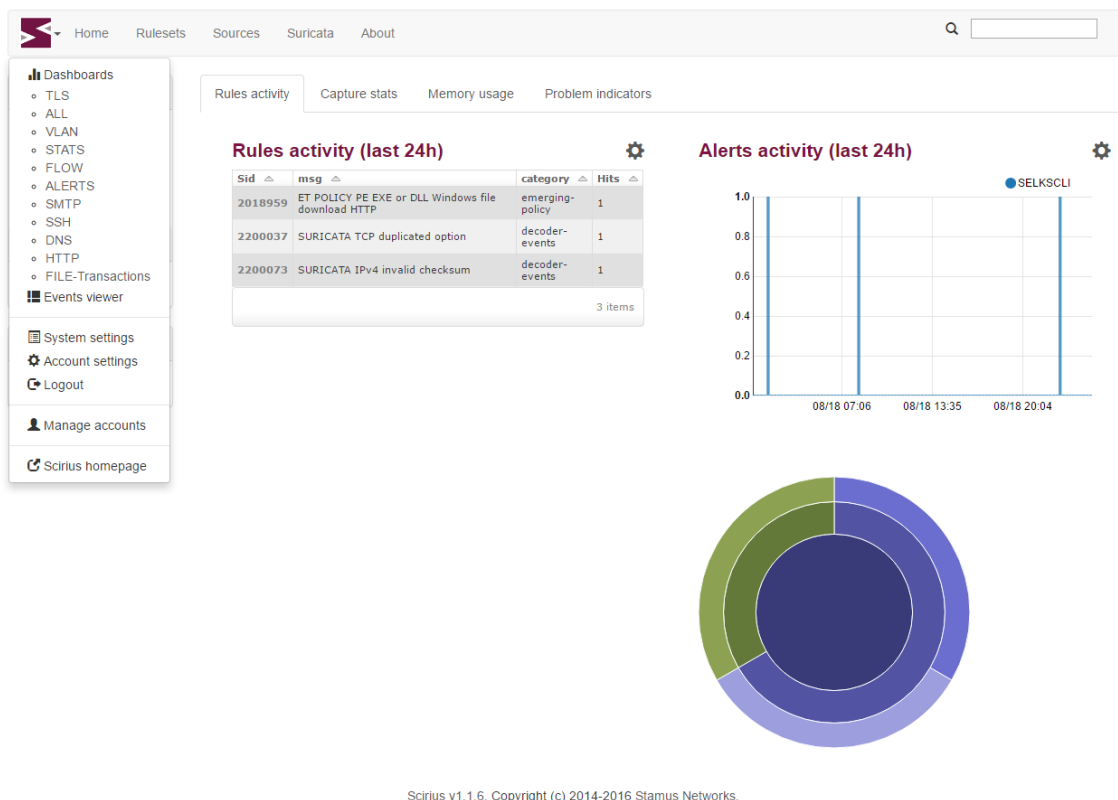 Home Rulesets Sources Suricata About
Dashboards
TLS
ALL
VLAN
STATS
FLOW
ALERTS
SMTP
SSH
DNS
HTTP
FILE-Transactions
Events viewer
System settings
Account settings
Logout
Manage accounts
Scirius homepage
Rules activity Capture stats Memory usage Problem indicators
Rules activity (last 24h)
Sid msg category Hits
2018959 ET POLICY PE EXE or DLL Windows file download HTTP emerging-policy 1
2200037 SURICATA TCP duplicated option decoder-events 1
2200073 SURICATA IPv4 invalid checksum decoder-events 1
3 items
Alerts activity (last 24h)
SELKSCLI
1.0
0.8
0.6
0.4
0.2
0.0
08/18 07:06 08/18 13:35 08/18 20:04
Scirius v1.1.6. Copyright (c) 2014-2016 Stamus Networks.